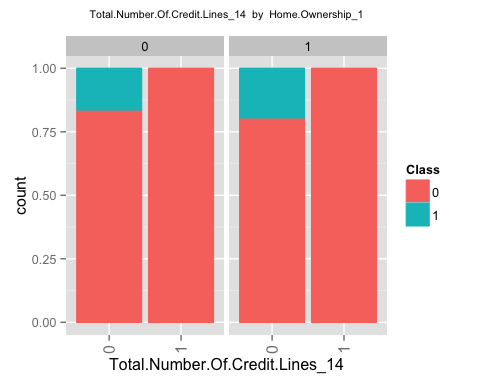 Total.Number.Of.Credit.Lines_14 by Home.Ownership_1
0 1
1.00
0.75
0.50
0.25
0.00
count
0 1 0 1
Total.Number.Of.Credit.Lines_14
Class
0
1